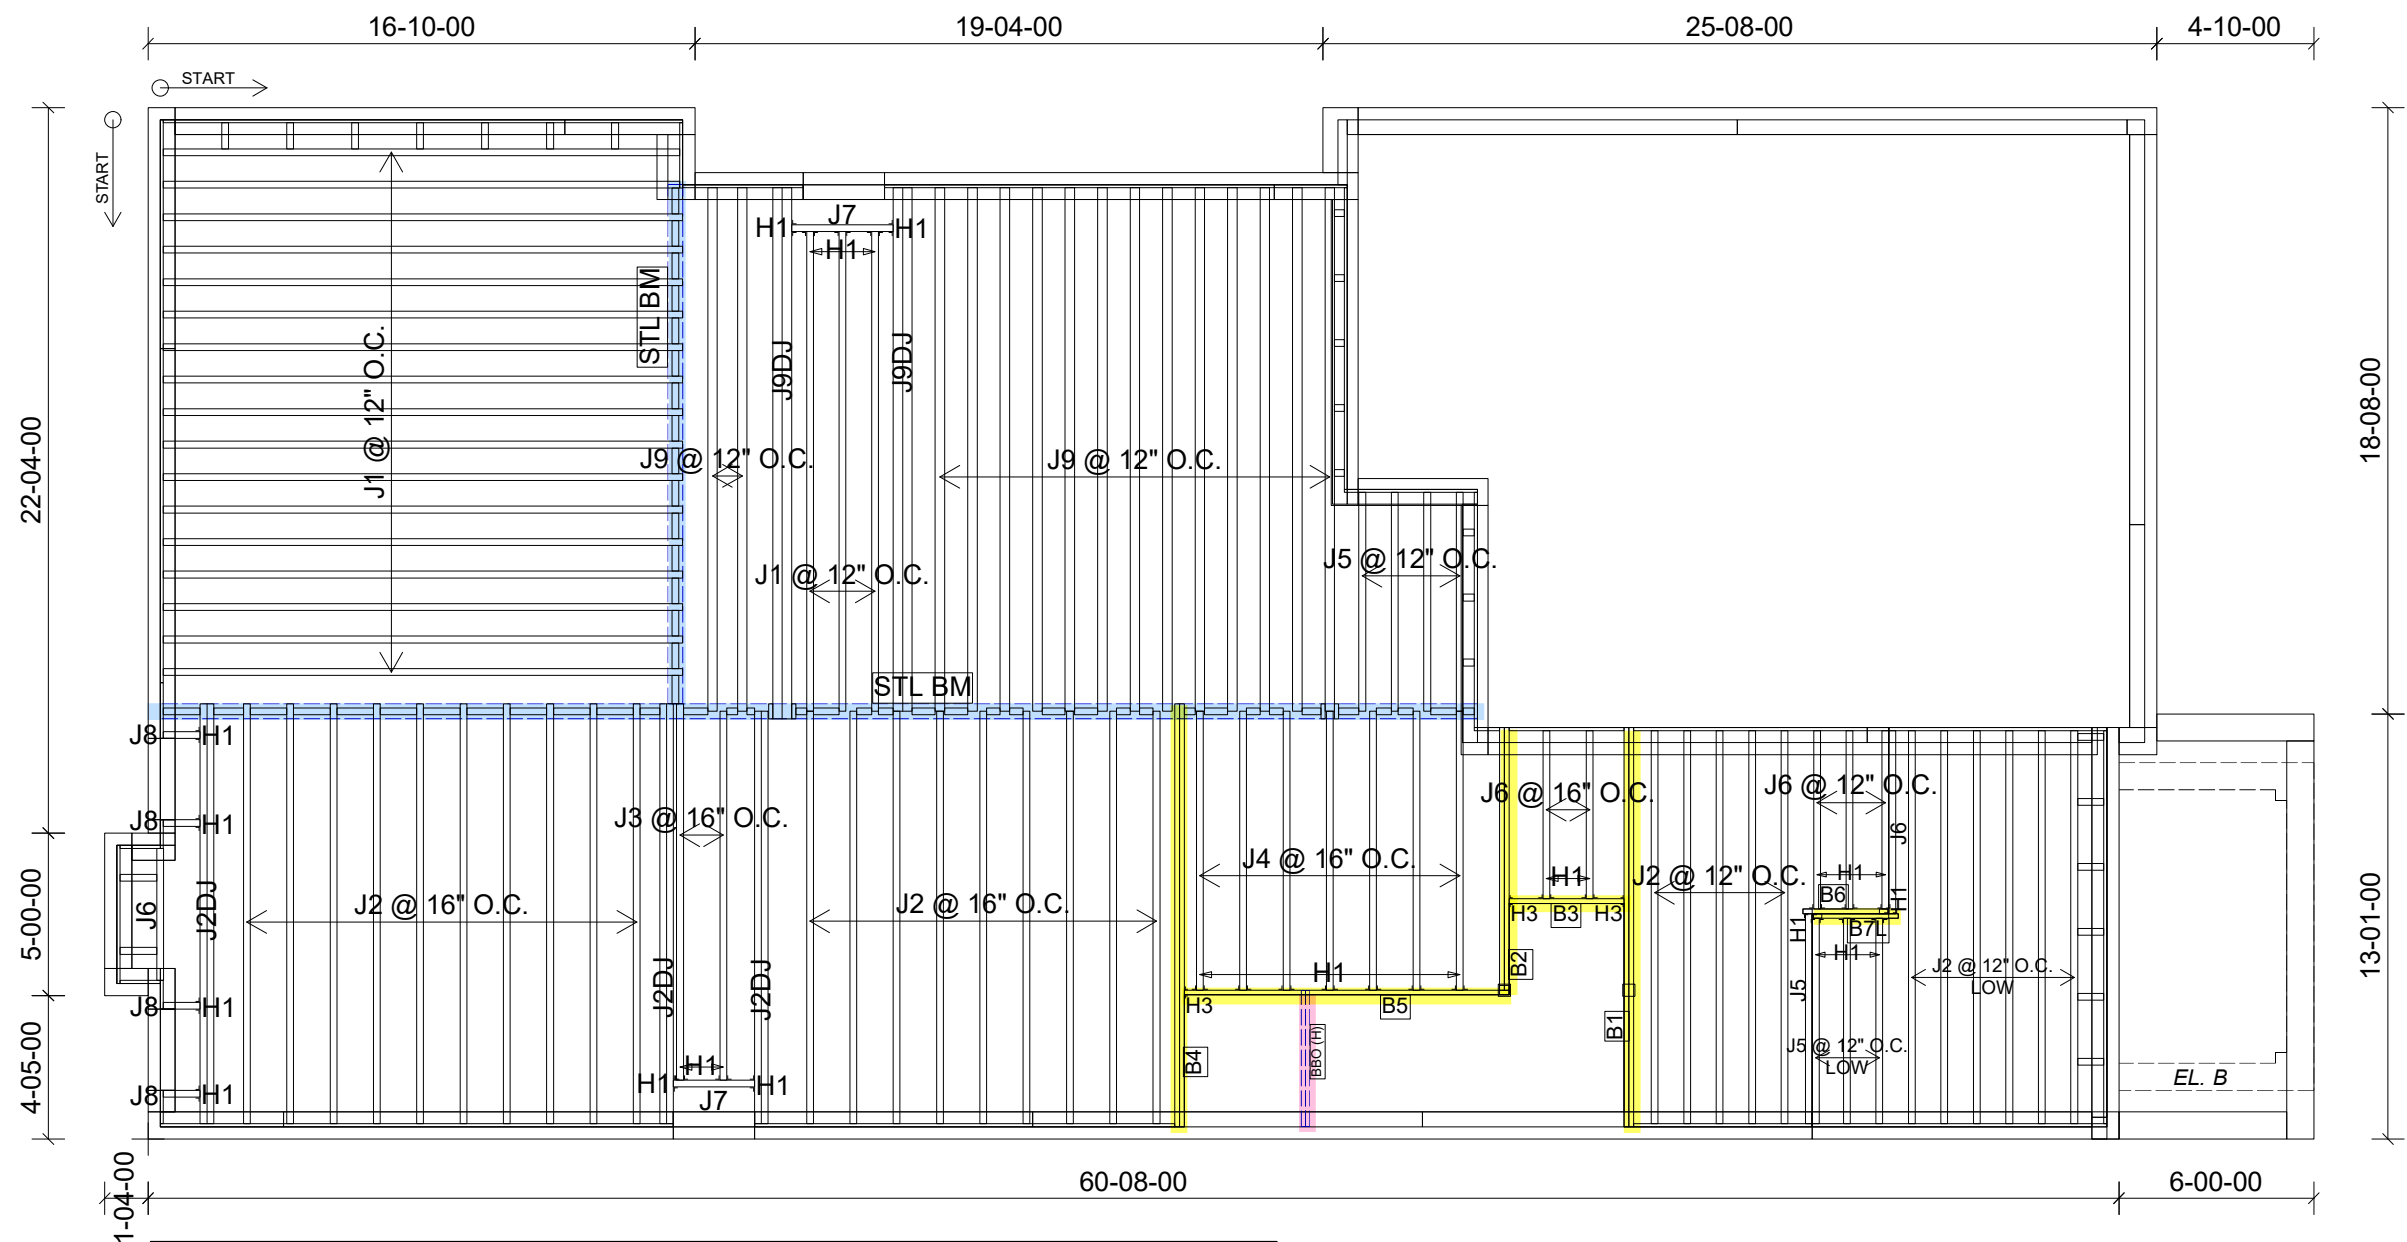 16-10-00
19-04-00
25-08-00
4-10-00
START
START
22-04-00
5-00-00
4-05-00
1-04-00
18-08-00
13-01-00
J1 @ 12" O.C.
STL BM
J7
H1
H1
H1
J9DJ
J9DJ
J9 @ 12" O.C.
J9 @ 12" O.C.
J1 @ 12" O.C.
J5 @ 12" O.C.
STL BM
J8
H1
J8
H1
J6
J2DJ
J2 @ 16" O.C.
J8
H1
J8
H1
J3 @ 16" O.C.
J2DJ
J2DJ
H1
H1
H1
J7
J2 @ 16" O.C.
J4 @ 16" O.C.
H1
H3
B5
B4
BBO (H)
B2
J6 @ 16" O.C.
H1
H3
B3
H3
B1
J2 @ 12" O.C.
J6 @ 12" O.C.
J6
H1
B6
H1
H1
B7L
H1
J5
J2 @ 12" O.C.
LOW
J5 @ 12" O.C.
LOW
EL. B
60-08-00
6-00-00